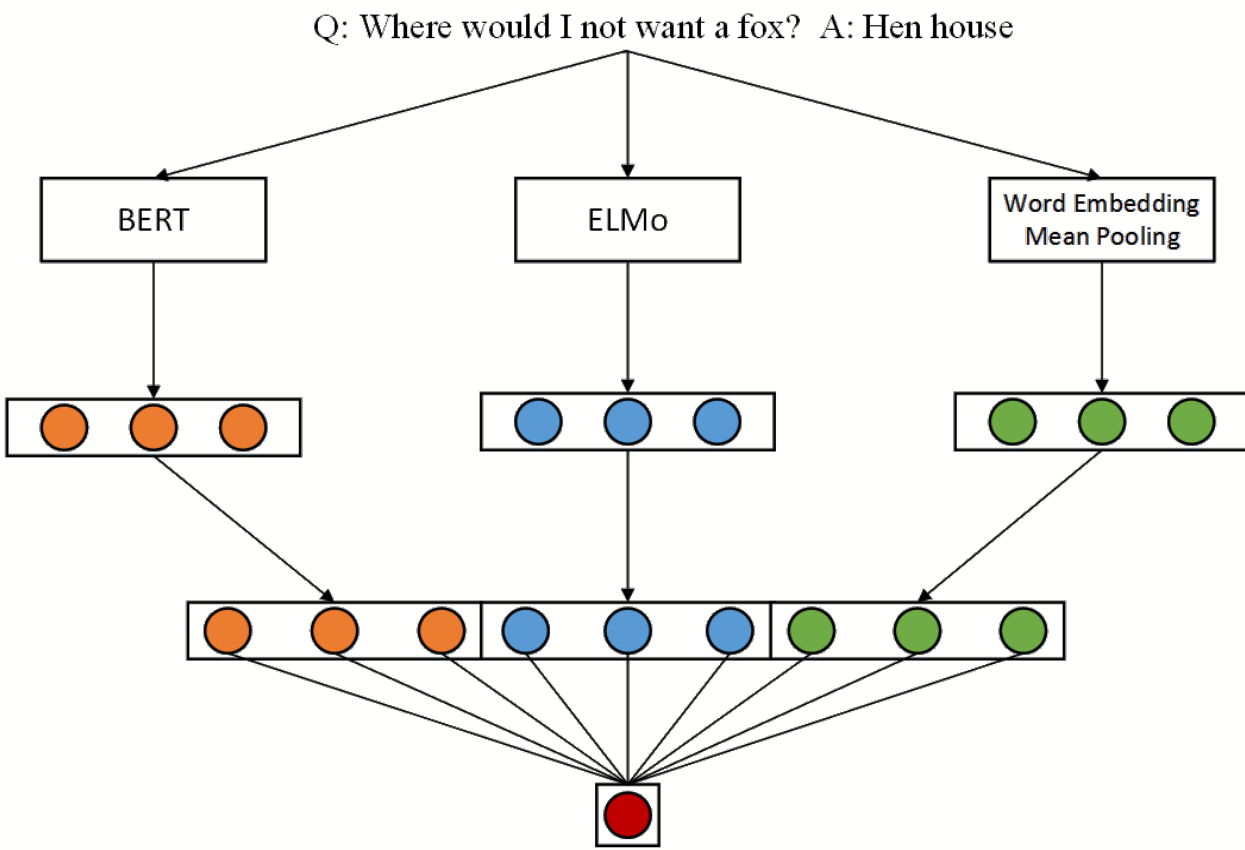 Q: Where would I not want a fox? A: Hen house
BERT
ELMo
Word Embedding
Mean Pooling